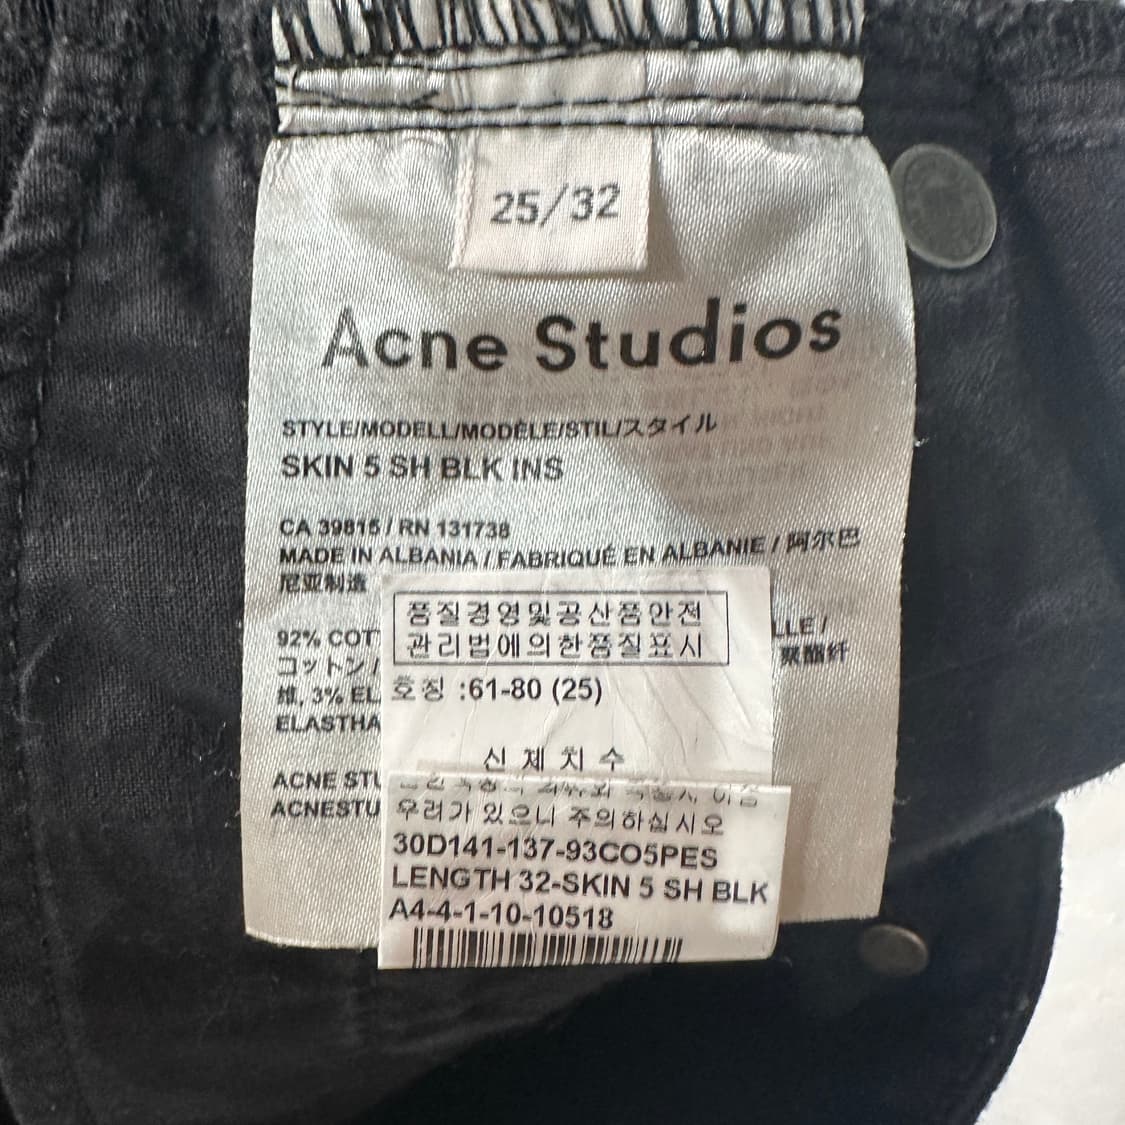 25/32
Acne Studios
STYLE/MODELL/MODÈLE/STIL/スタイル
SKIN 5 SH BLK INS
CA 39815 / RN 131738
MADE IN ALBANIA / FABRIQUÉ EN ALBANIE / 阿尔巴
尼亚制造
92% COT LLE /
コットン / 聚酯纤
维, 3% EL
ELASTHA
ACNE STU
ACNESTU
품질경영및공산품안전
관리법에의한품질표시
호칭 :61-80 (25)
신체치수
우려가 있으니 주의하십시오
30D141-137-93CO5PES
LENGTH 32-SKIN 5 SH BLK
A4-4-1-10-10518